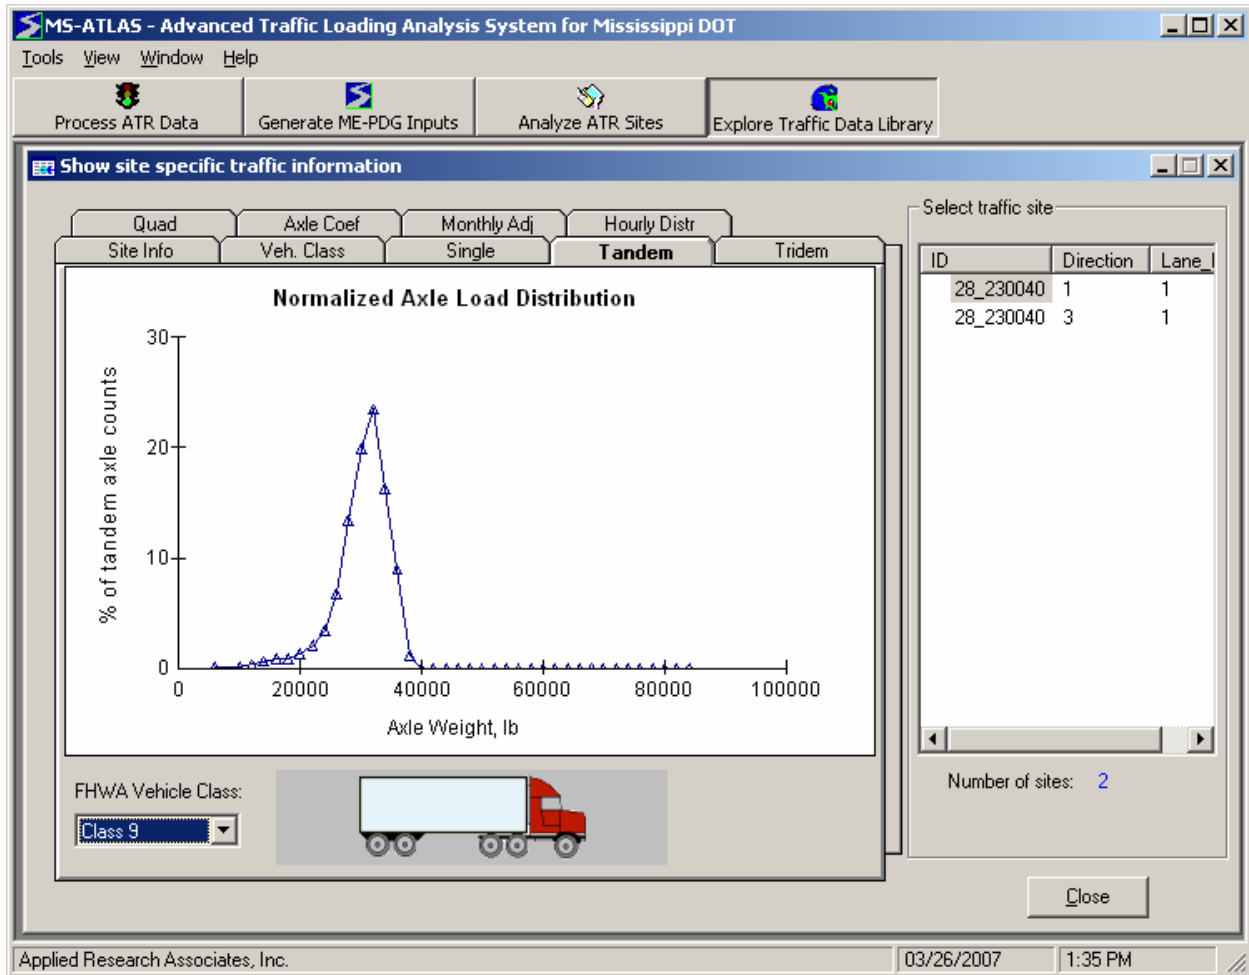 MS-ATLAS - Advanced Traffic Loading Analysis System for Mississippi DOT
Tools View Window Help
Process ATR Data Generate ME-PDG Inputs Analyze ATR Sites Explore Traffic Data Library
Show site specific traffic information
Quad Axle Coef Monthly Adj Hourly Distr
Site Info Veh. Class Single Tandem Tridem
Normalized Axle Load Distribution
% of tandem axle counts
30
20
10
0
0 20000 40000 60000 80000 100000
Axle Weight, lb
FHWA Vehicle Class:
Class 9
Select traffic site
ID Direction Lane_
28_230040 1 1
28_230040 3 1
Number of sites: 2
Close
Applied Research Associates, Inc. 03/26/2007 1:35 PM